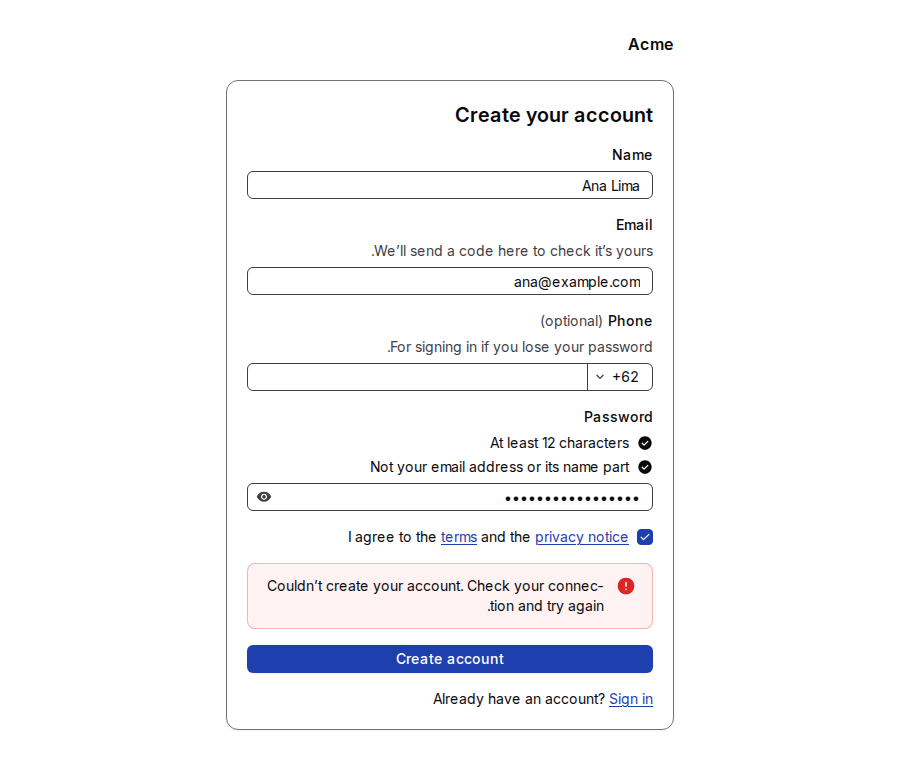 Acme
Create your account
Name
Ana Lima
Email
We’ll send a code here to check it’s yours.
ana@example.com
Phone (optional)
For signing in if you lose your password.
+62
Password
At least 12 characters
Not your email address or its name part
•••••••••••••••••
I agree to the terms and the privacy notice
Couldn’t create your account. Check your connec-
tion and try again.
Create account
Already have an account? Sign in